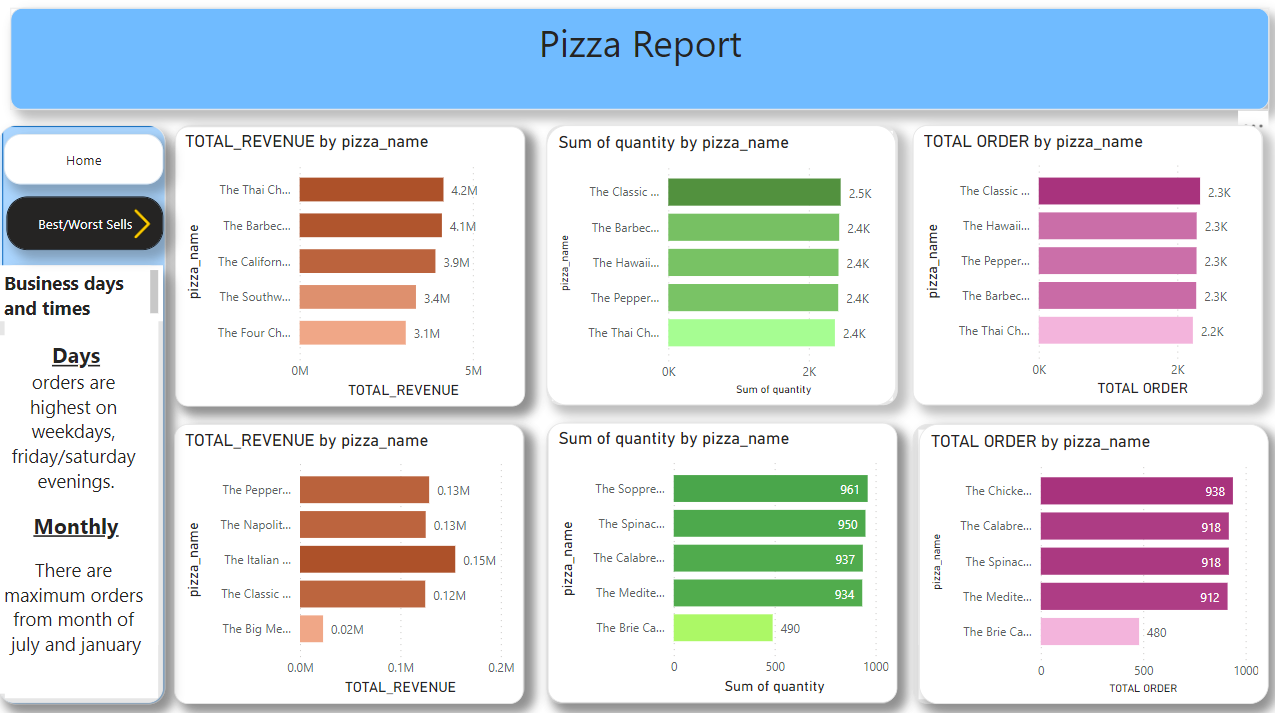 Pizza Report
Home
Best/Worst Sells
Business days
and times
Days
orders are
highest on
weekdays,
friday/saturday
evenings.
Monthly
There are
maximum orders
from month of
july and january
TOTAL_REVENUE by pizza_name
pizza_name
The Thai Ch... 4.2M
The Barbec... 4.1M
The Californ... 3.9M
The Southw... 3.4M
The Four Ch... 3.1M
0M 5M
TOTAL_REVENUE
Sum of quantity by pizza_name
pizza_name
The Classic ... 2.5K
The Barbec... 2.4K
The Hawaii... 2.4K
The Pepper... 2.4K
The Thai Ch... 2.4K
0K 2K
Sum of quantity
TOTAL ORDER by pizza_name
pizza_name
The Classic ... 2.3K
The Hawaii... 2.3K
The Pepper... 2.3K
The Barbec... 2.3K
The Thai Ch... 2.2K
0K 2K
TOTAL ORDER
TOTAL_REVENUE by pizza_name
pizza_name
The Pepper... 0.13M
The Napolit... 0.13M
The Italian ... 0.15M
The Classic ... 0.12M
The Big Me... 0.02M
0.0M 0.1M 0.2M
TOTAL_REVENUE
Sum of quantity by pizza_name
pizza_name
The Soppre... 961
The Spinac... 950
The Calabre... 937
The Medite... 934
The Brie Ca... 490
0 500 1000
Sum of quantity
TOTAL ORDER by pizza_name
pizza_name
The Chicke... 938
The Calabre... 918
The Spinac... 918
The Medite... 912
The Brie Ca... 480
0 500 1000
TOTAL ORDER